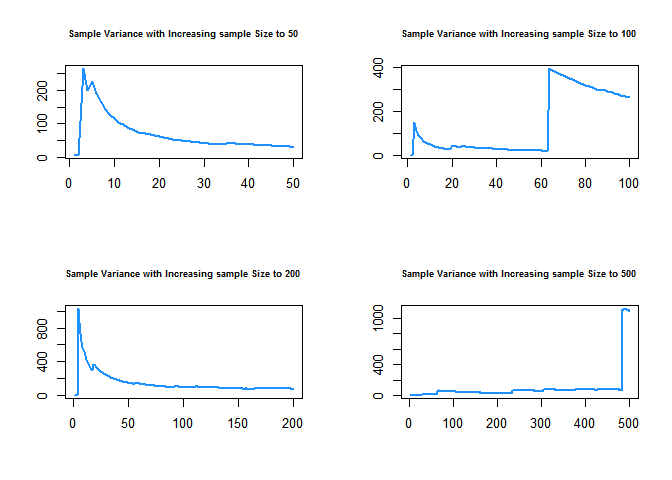 Sample Variance with Increasing sample Size to 50
0 100 200
0 10 20 30 40 50
Sample Variance with Increasing sample Size to 100
0 200 400
0 20 40 60 80 100
Sample Variance with Increasing sample Size to 200
0 400 800
0 50 100 150 200
Sample Variance with Increasing sample Size to 500
0 400 1000
0 100 200 300 400 500